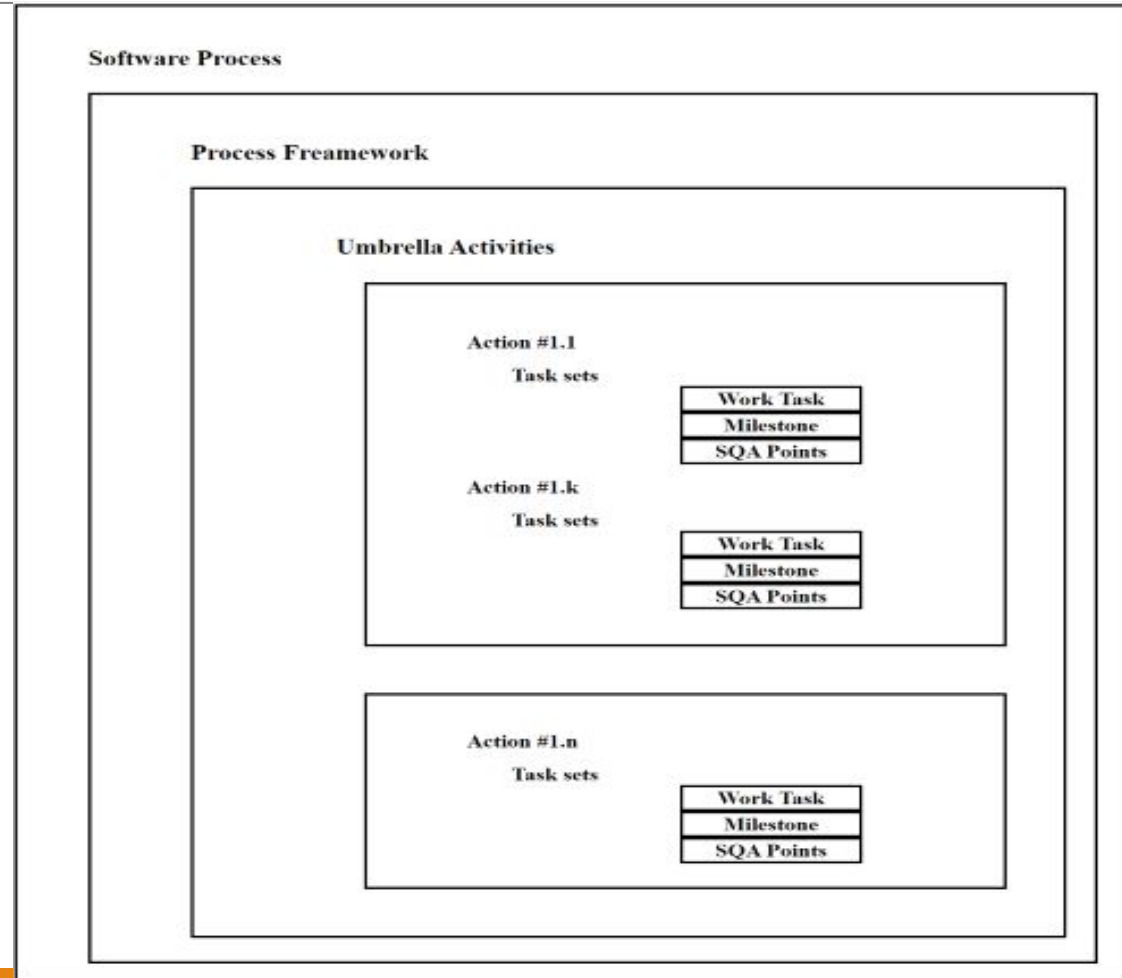 Software Process
Process Freamework
Umbrella Activities
Action #1.1
Task sets
Work Task
Milestone
SQA Points
Action #1.k
Task sets
Work Task
Milestone
SQA Points
Action #1.n
Task sets
Work Task
Milestone
SQA Points